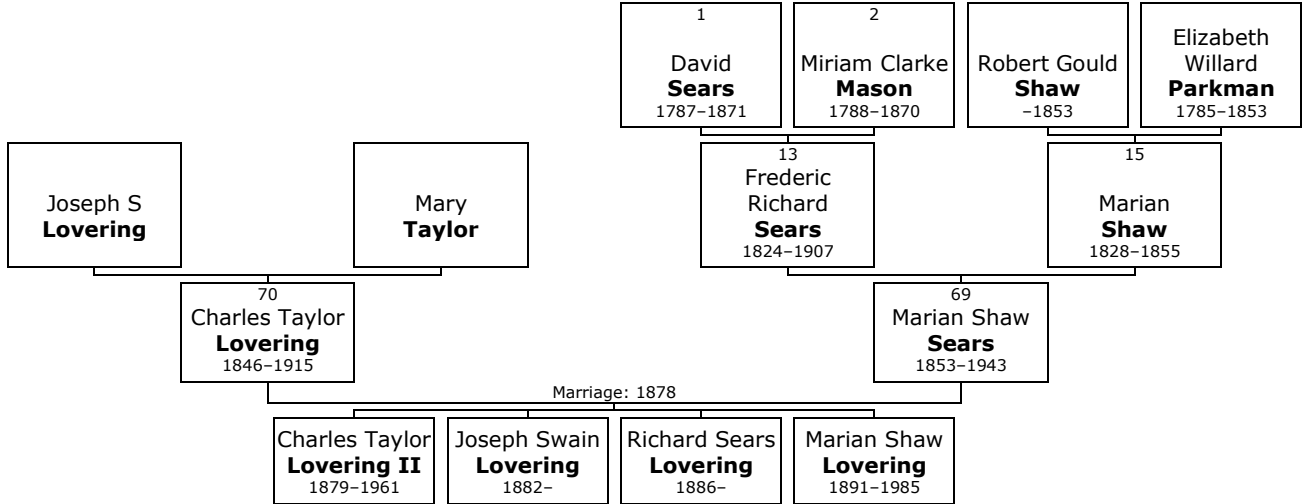 1
David
Sears
1787–1871
2
Miriam Clarke
Mason
1788–1870
Robert Gould
Shaw
–1853
Elizabeth
Willard
Parkman
1785–1853
Joseph S
Lovering
Mary
Taylor
13
Frederic
Richard
Sears
1824–1907
15
Marian
Shaw
1828–1855
70
Charles Taylor
Lovering
1846–1915
69
Marian Shaw
Sears
1853–1943
Marriage: 1878
Charles Taylor
Lovering II
1879–1961
Joseph Swain
Lovering
1882–
Richard Sears
Lovering
1886–
Marian Shaw
Lovering
1891–1985